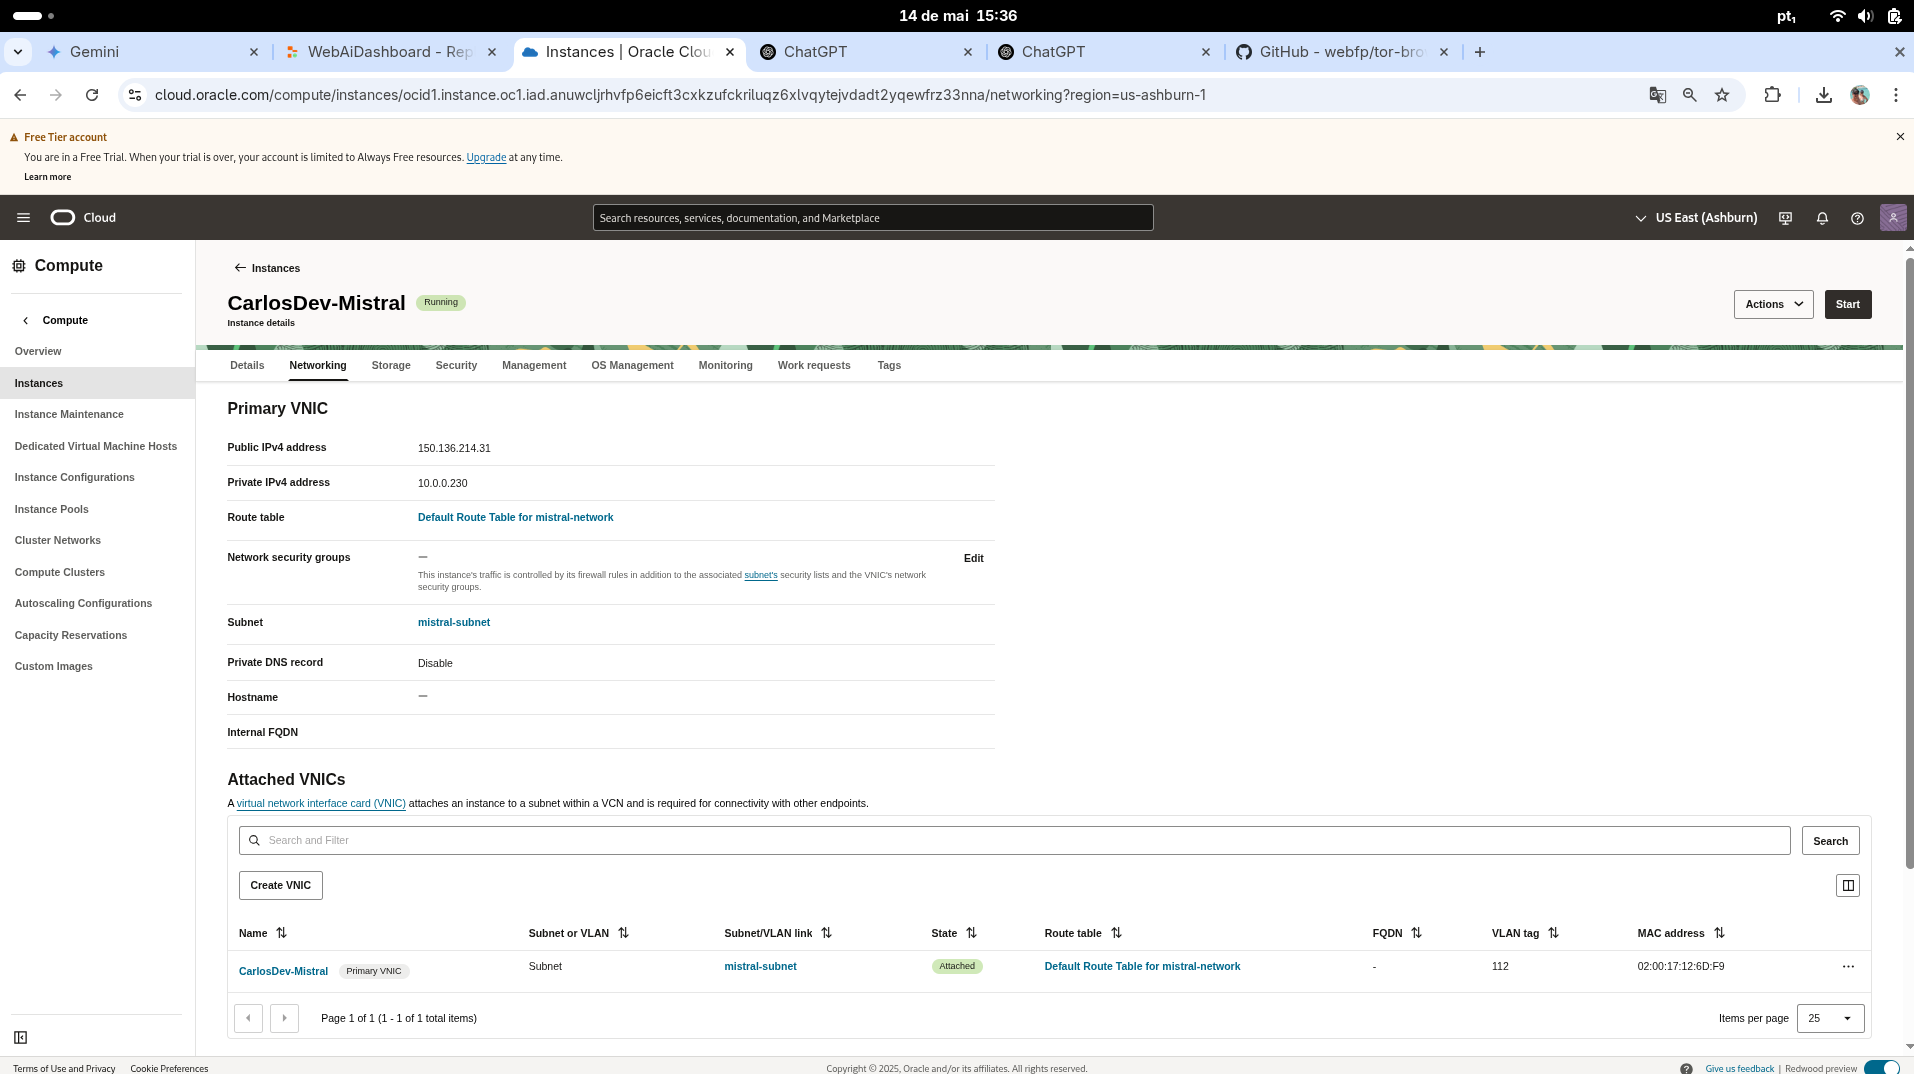 14 de mai 15:36
pt₁
Gemini
WebAiDashboard - Rep
Instances | Oracle Clou
ChatGPT
ChatGPT
GitHub - webfp/tor-bro
cloud.oracle.com/compute/instances/ocid1.instance.oc1.iad.anuwcljrhvfp6eicft3cxkzufckriluqz6xlvqytejvdadt2yqewfrz33nna/networking?region=us-ashburn-1
Free Tier account
You are in a Free Trial. When your trial is over, your account is limited to Always Free resources. Upgrade at any time.
Learn more
Cloud
Search resources, services, documentation, and Marketplace
US East (Ashburn)
Compute
Compute
Overview
Instances
Instance Maintenance
Dedicated Virtual Machine Hosts
Instance Configurations
Instance Pools
Cluster Networks
Compute Clusters
Autoscaling Configurations
Capacity Reservations
Custom Images
Instances
CarlosDev-Mistral Running
Instance details
Actions
Start
Details Networking Storage Security Management OS Management Monitoring Work requests Tags
Primary VNIC
Public IPv4 address 150.136.214.31
Private IPv4 address 10.0.0.230
Route table Default Route Table for mistral-network
Network security groups — Edit
This instance's traffic is controlled by its firewall rules in addition to the associated subnet's security lists and the VNIC's network
security groups.
Subnet mistral-subnet
Private DNS record Disable
Hostname —
Internal FQDN
Attached VNICs
A virtual network interface card (VNIC) attaches an instance to a subnet within a VCN and is required for connectivity with other endpoints.
Search and Filter
Search
Create VNIC
Name Subnet or VLAN Subnet/VLAN link State Route table FQDN VLAN tag MAC address
CarlosDev-Mistral Primary VNIC Subnet mistral-subnet Attached Default Route Table for mistral-network - 112 02:00:17:12:6D:F9
Page 1 of 1 (1 - 1 of 1 total items)
Items per page 25
Terms of Use and Privacy Cookie Preferences
Copyright © 2025, Oracle and/or its affiliates. All rights reserved.
Give us feedback | Redwood preview